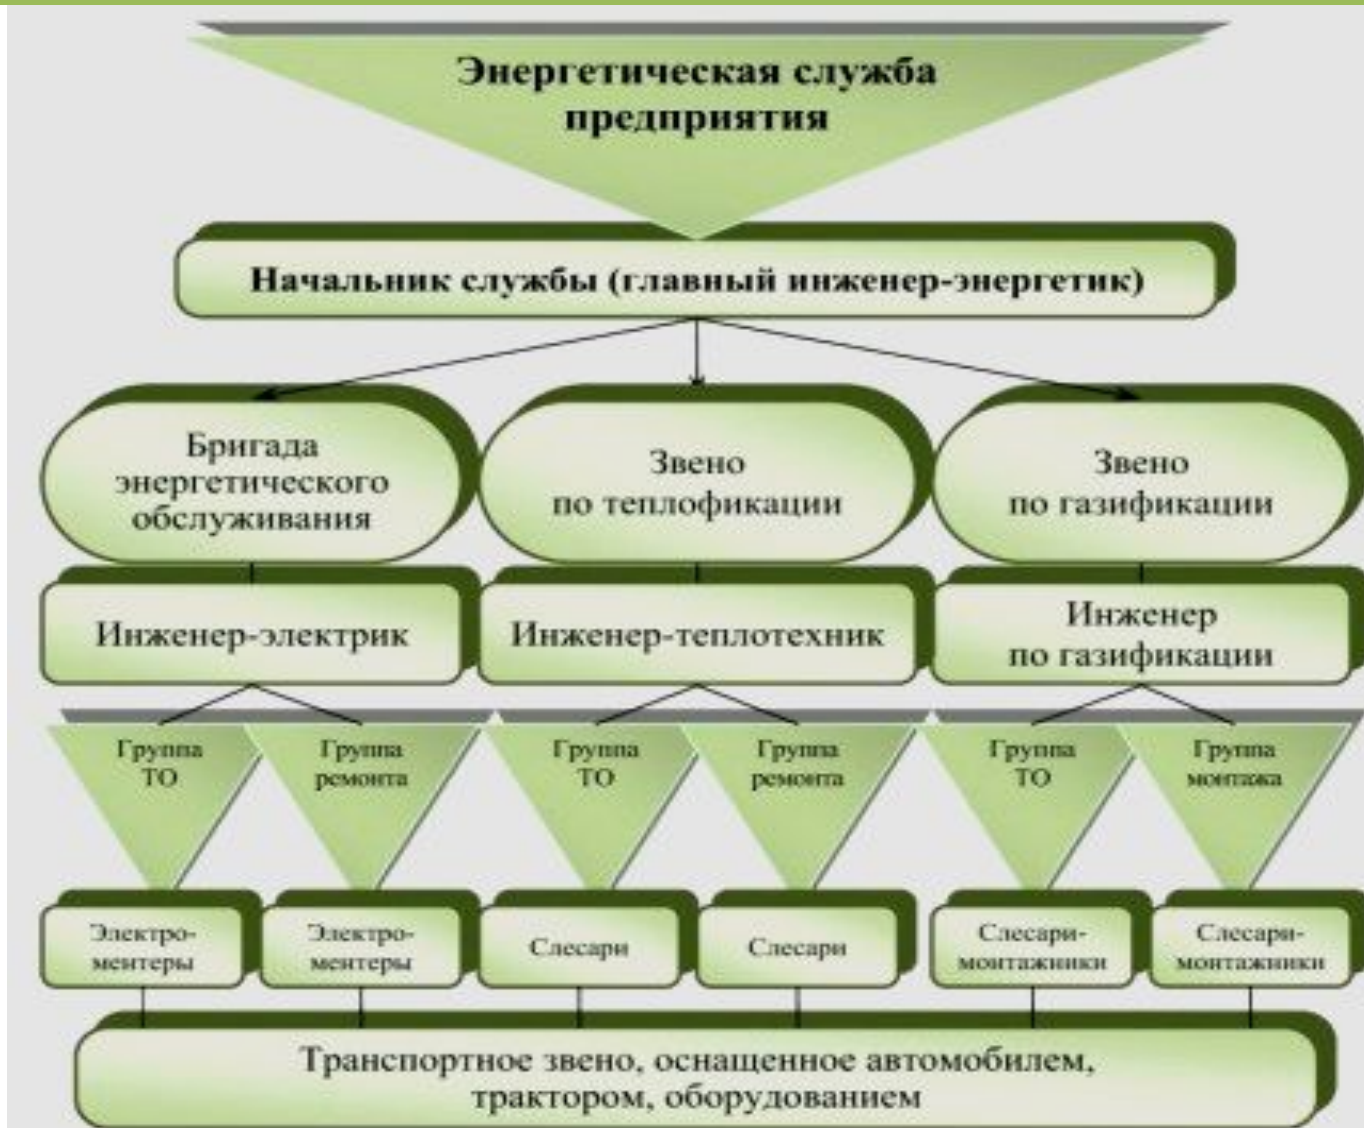 Энергетическая служба
предприятия
Начальник службы (главный инженер-энергетик)
Бригада
энергетического
обслуживания
Звено
по теплофикации
Звено
по газификации
Инженер-электрик
Инженер-теплотехник
Инженер
по газификации
Группа
ТО
Группа
ремонта
Группа
ТО
Группа
ремонта
Группа
ТО
Группа
монтажа
Электро-
ментеры
Электро-
ментеры
Слесари
Слесари
Слесари-
монтажники
Слесари-
монтажники
Транспортное звено, оснащенное автомобилем,
трактором, оборудованием